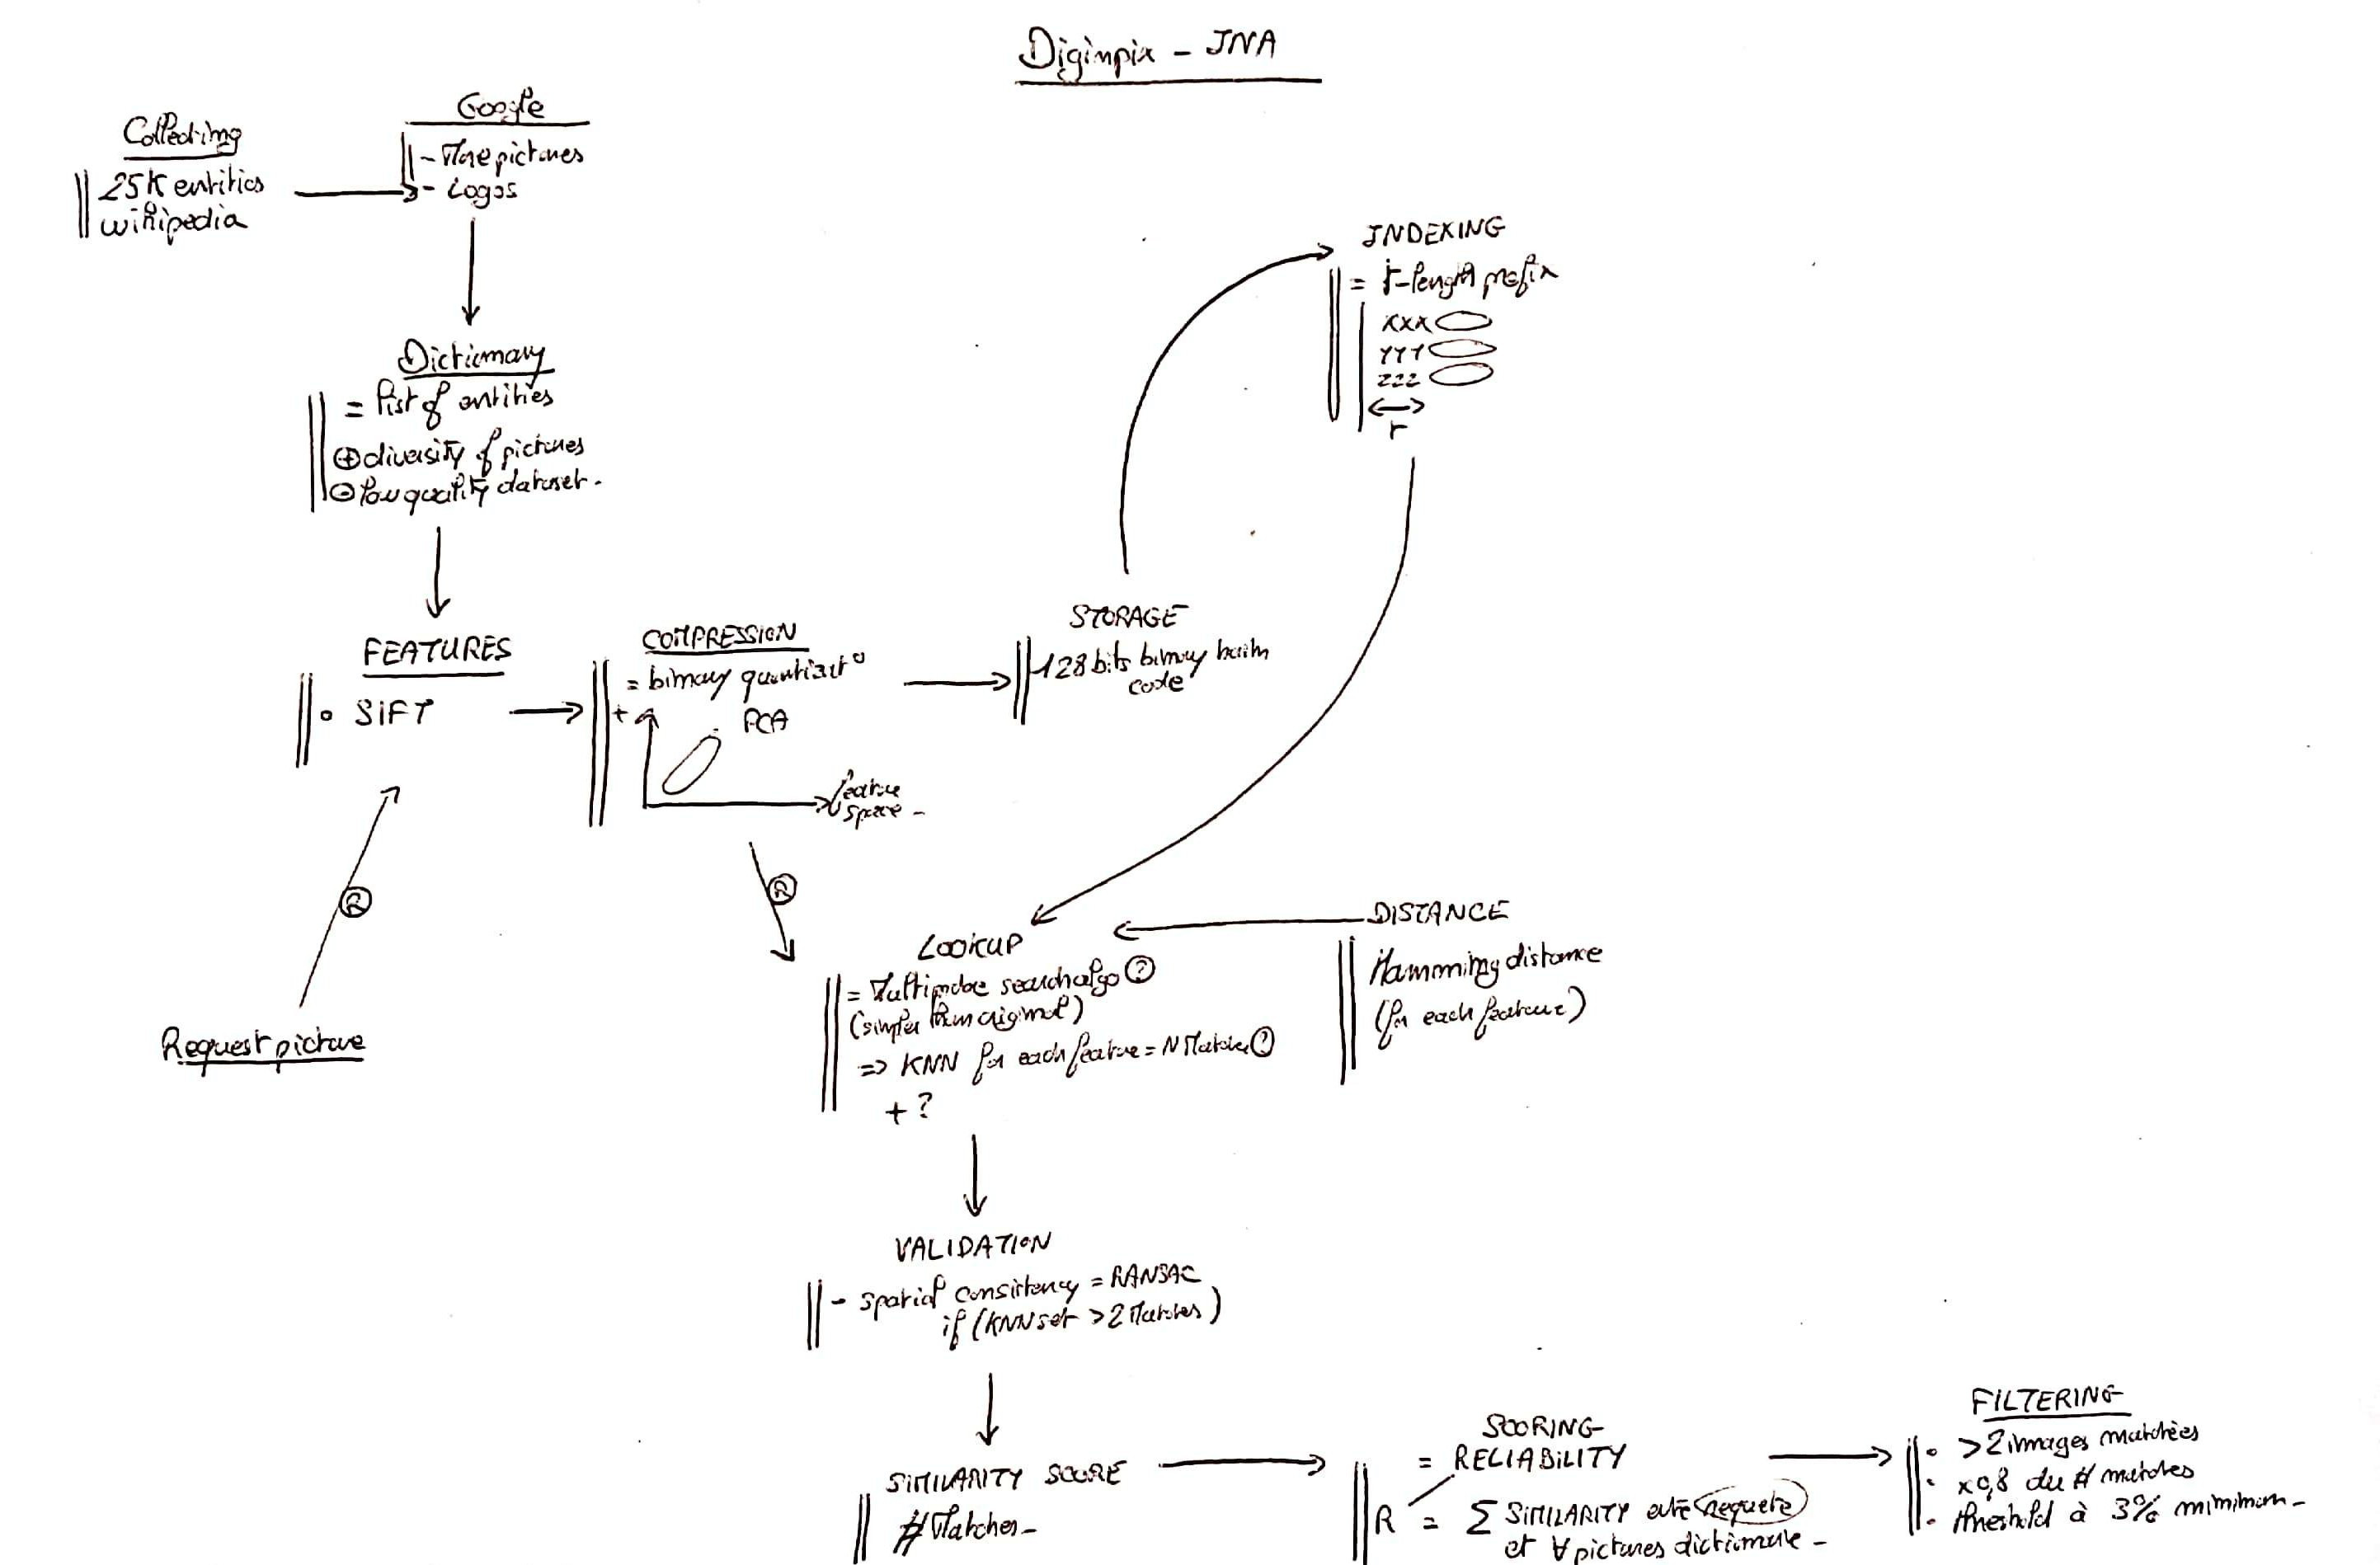 Diginpix - INA
Collecting
25K entities
wikipedia
Google
- More pictures
- Logos
Dictionary
= list of entities
⊕ diversity of pictures
⊖ low quality dataset.
FEATURES
• SIFT
COMPRESSION
= binary quantizat°
+
PCA
feature
space
STORAGE
128 bits binary hash
code
INDEXING
= r-length prefix
XXX
YYY
ZZZ
r
R
R
Request picture
LOOKUP
= Multiprobe search algo ?
(simpler than original)
=> KNN for each feature = N Matches ?
+ ?
DISTANCE
Hamming distance
(for each feature)
VALIDATION
- spatial consistency = RANSAC
if (KNN set > 2 Matches)
SIMILARITY SCORE
# Matches
SCORING
= RELIABILITY
R = Σ SIMILARITY entre requete
et ∀ pictures dictionnaire
FILTERING
• > 2 images matchées
• x 0,8 du # matches
• threshold à 3% minimum